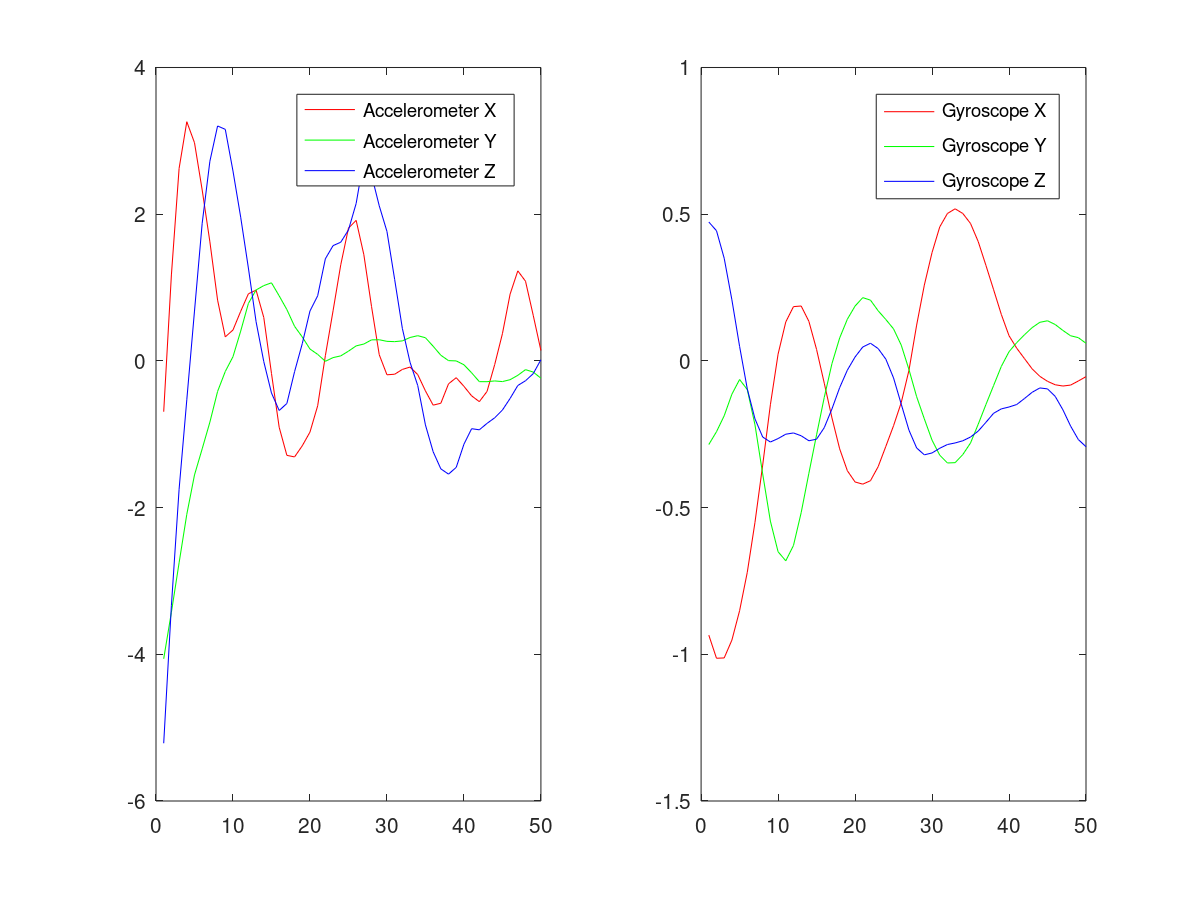 4
2
0
-2
-4
-6
0 10 20 30 40 50
Accelerometer X
Accelerometer Y
Accelerometer Z
1
0.5
0
-0.5
-1
-1.5
0 10 20 30 40 50
Gyroscope X
Gyroscope Y
Gyroscope Z